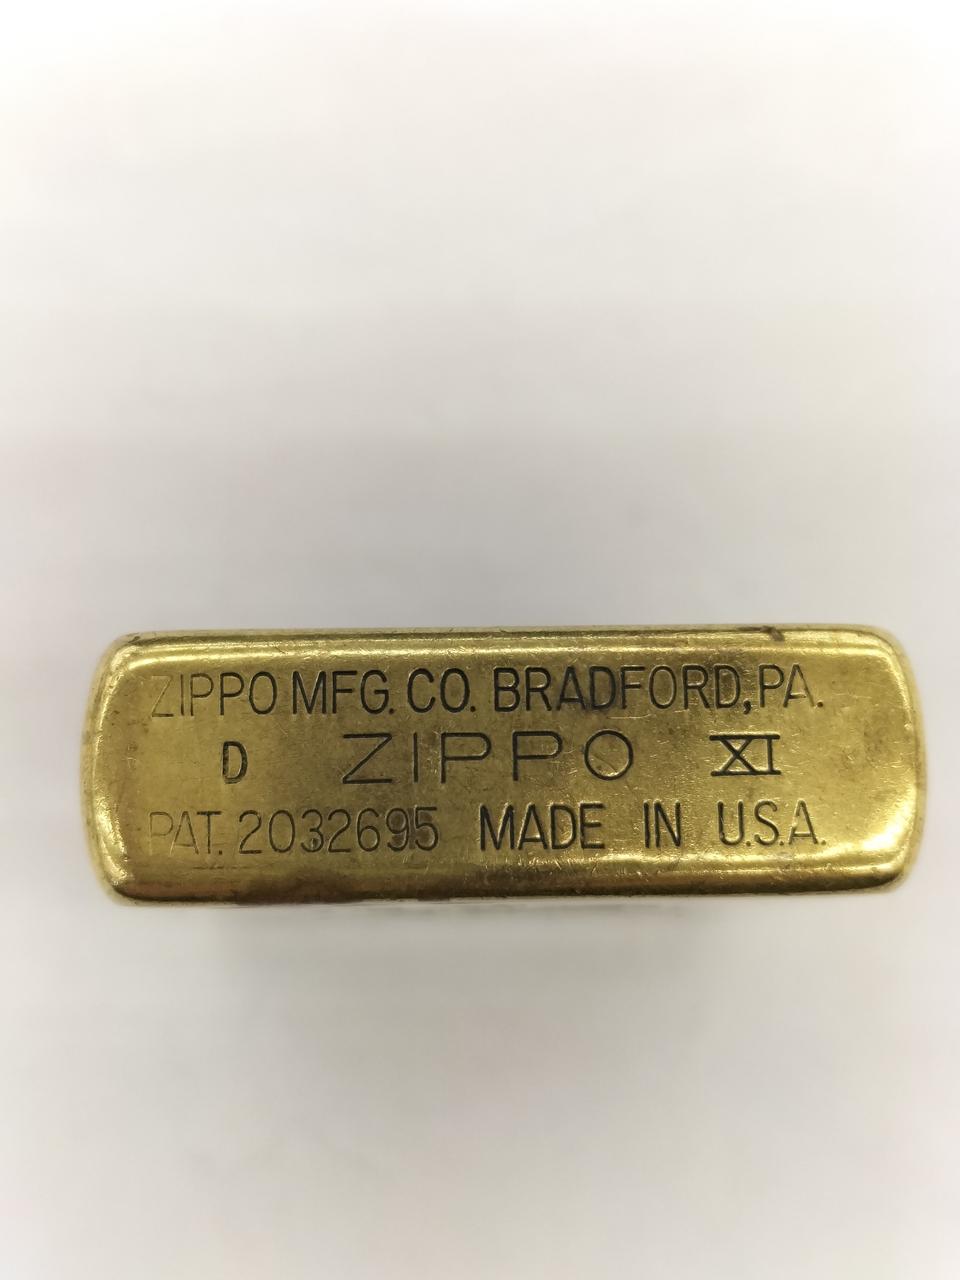 ZIPPO MFG. CO. BRADFORD, PA.
D ZIPPO XI
PAT. 2032695 MADE IN U.S.A.